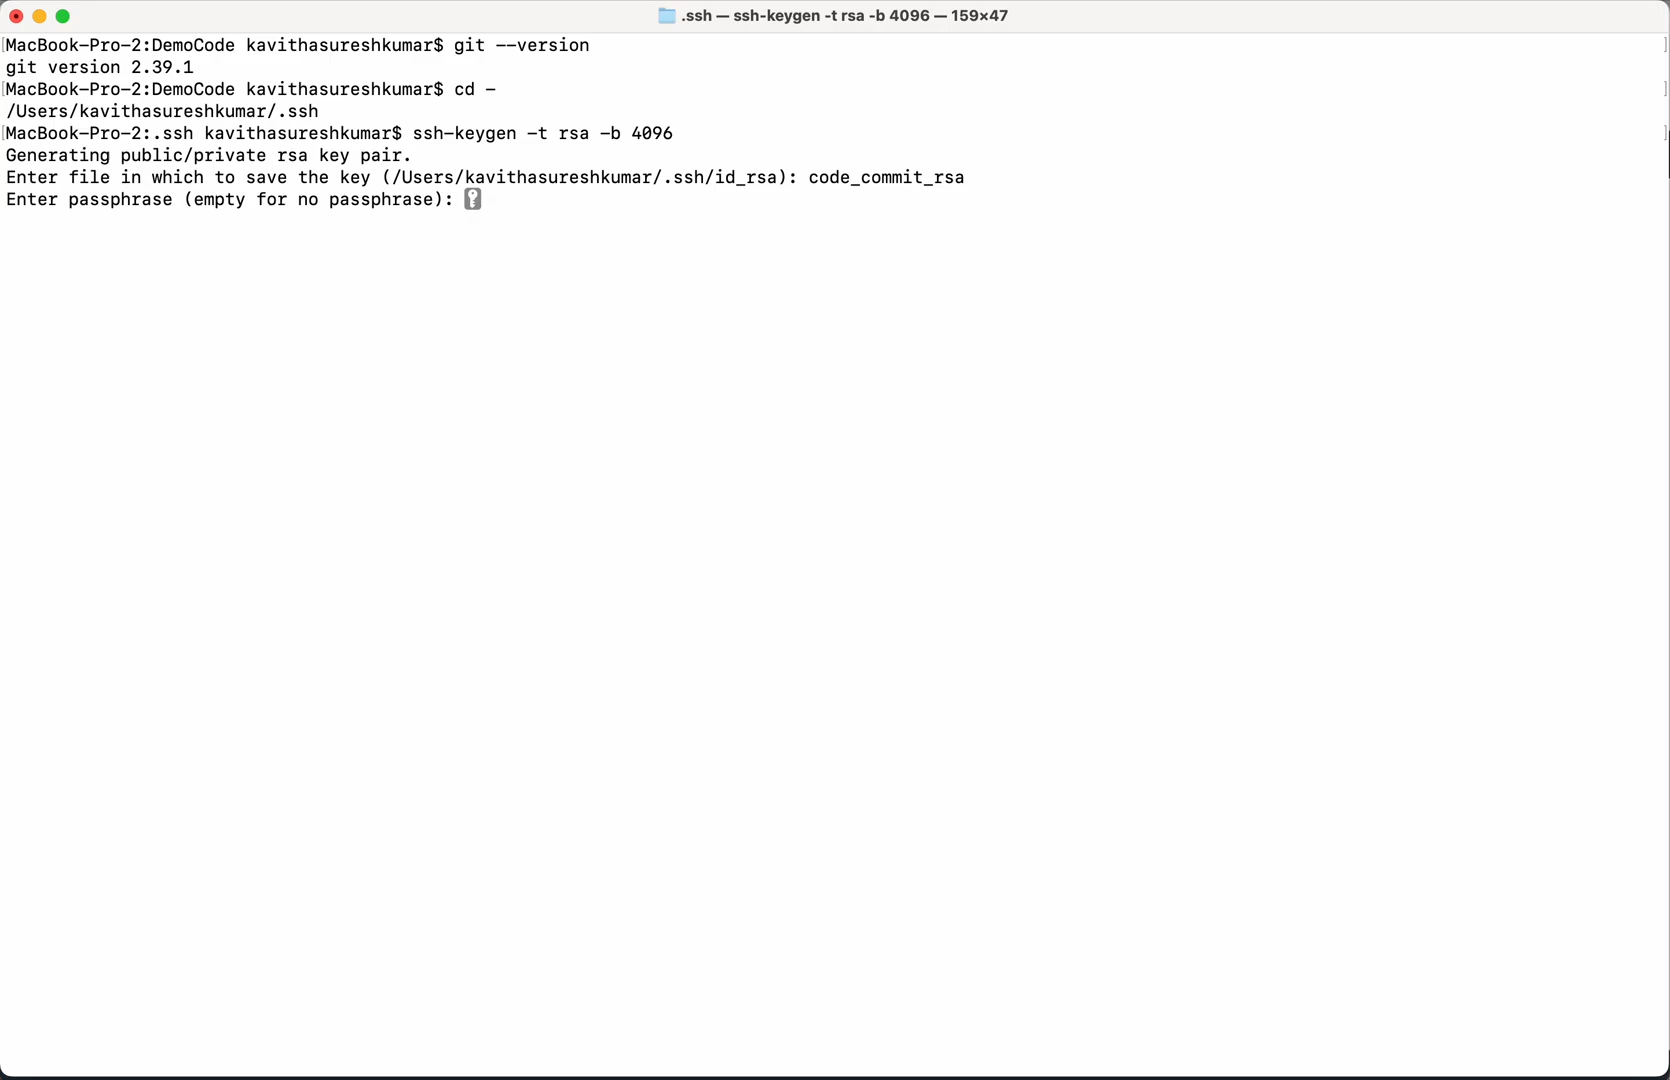 .ssh — ssh-keygen -t rsa -b 4096 — 159×47
MacBook-Pro-2:DemoCode kavithasureshkumar$ git --version
git version 2.39.1
MacBook-Pro-2:DemoCode kavithasureshkumar$ cd -
/Users/kavithasureshkumar/.ssh
MacBook-Pro-2:.ssh kavithasureshkumar$ ssh-keygen -t rsa -b 4096
Generating public/private rsa key pair.
Enter file in which to save the key (/Users/kavithasureshkumar/.ssh/id_rsa): code_commit_rsa
Enter passphrase (empty for no passphrase):